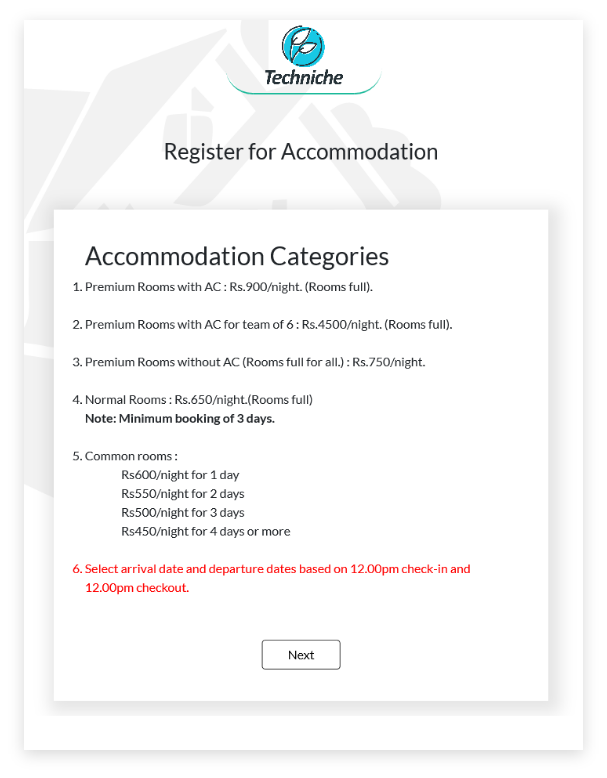 Techniche
Register for Accommodation
Accommodation Categories
1. Premium Rooms with AC : Rs.900/night. (Rooms full).
2. Premium Rooms with AC for team of 6 : Rs.4500/night. (Rooms full).
3. Premium Rooms without AC (Rooms full for all.) : Rs.750/night.
4. Normal Rooms : Rs.650/night.(Rooms full)
Note: Minimum booking of 3 days.
5. Common rooms :
Rs600/night for 1 day
Rs550/night for 2 days
Rs500/night for 3 days
Rs450/night for 4 days or more
6. Select arrival date and departure dates based on 12.00pm check-in and
12.00pm checkout.
Next